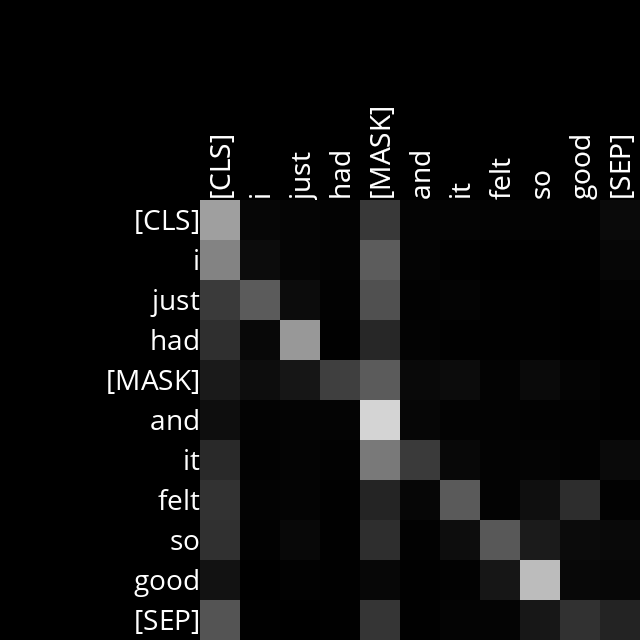 [CLS] i just had [MASK] and it felt so good [SEP]
[CLS]
i
just
had
[MASK]
and
it
felt
so
good
[SEP]